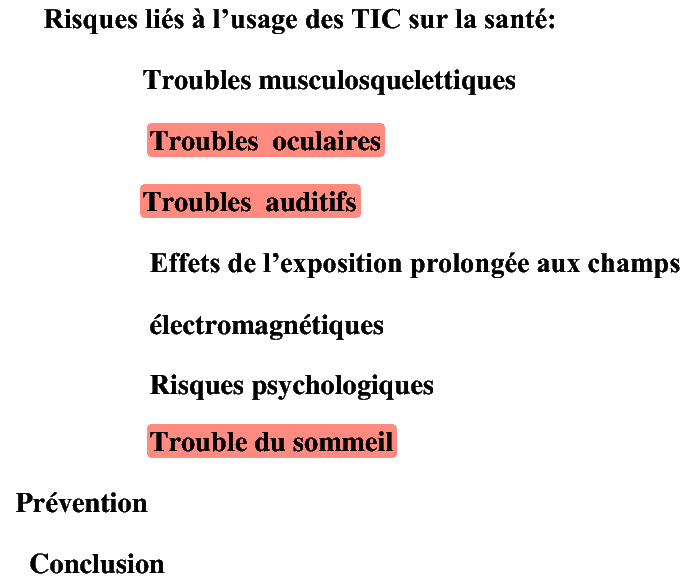 Risques liés à l’usage des TIC sur la santé:
Troubles musculosquelettiques
Troubles oculaires
Troubles auditifs
Effets de l’exposition prolongée aux champs
électromagnétiques
Risques psychologiques
Trouble du sommeil
Prévention
Conclusion